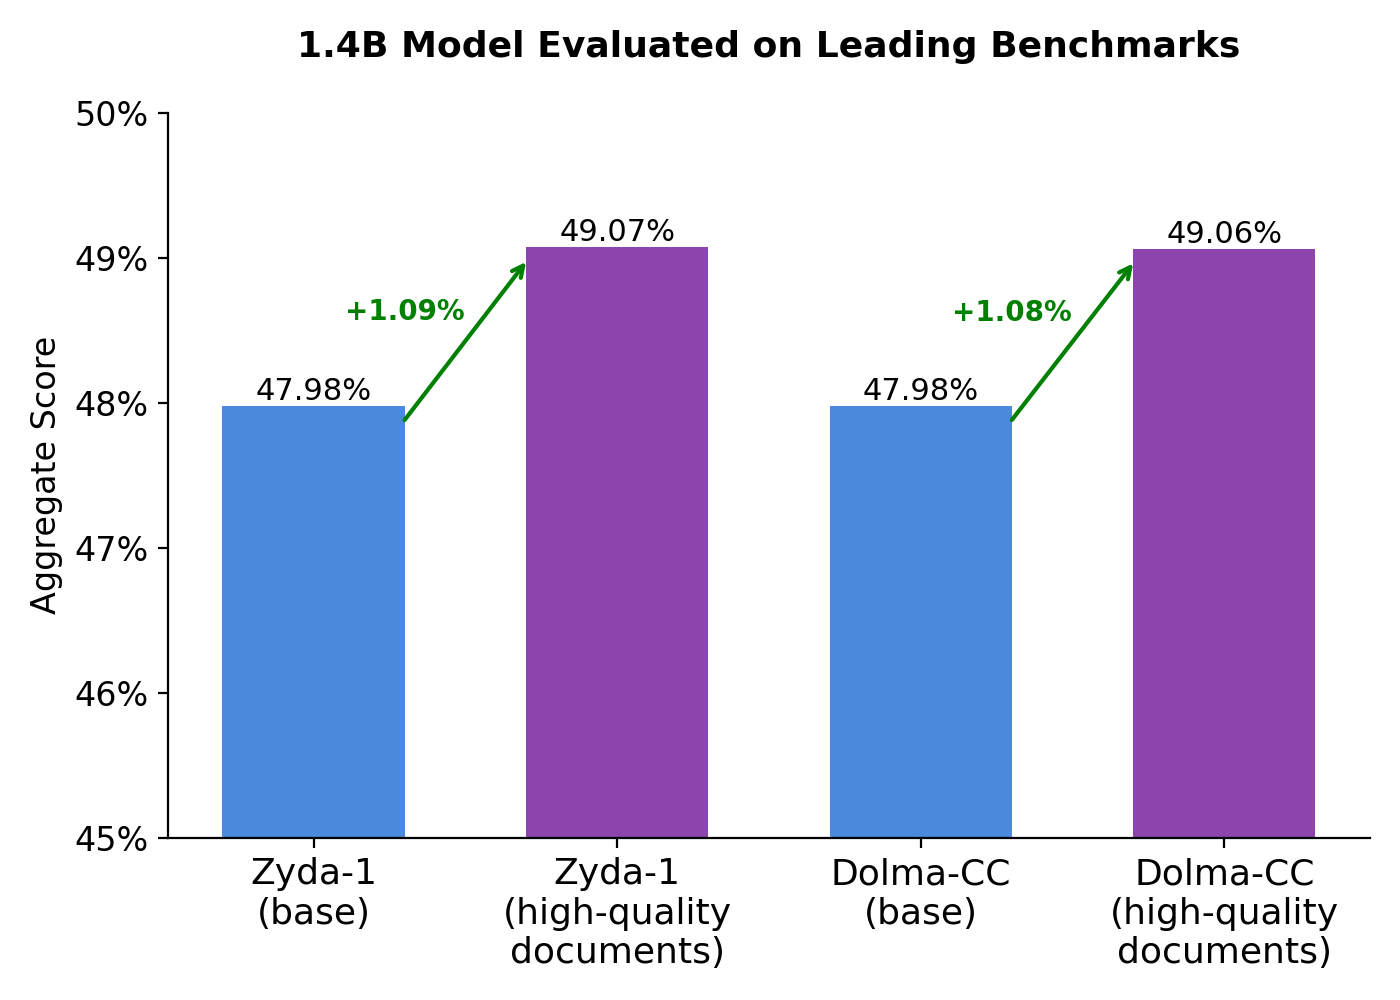 1.4B Model Evaluated on Leading Benchmarks
50%
49%
48%
47%
46%
45%
Aggregate Score
47.98%
+1.09%
49.07%
47.98%
+1.08%
49.06%
Zyda-1
(base)
Zyda-1
(high-quality
documents)
Dolma-CC
(base)
Dolma-CC
(high-quality
documents)